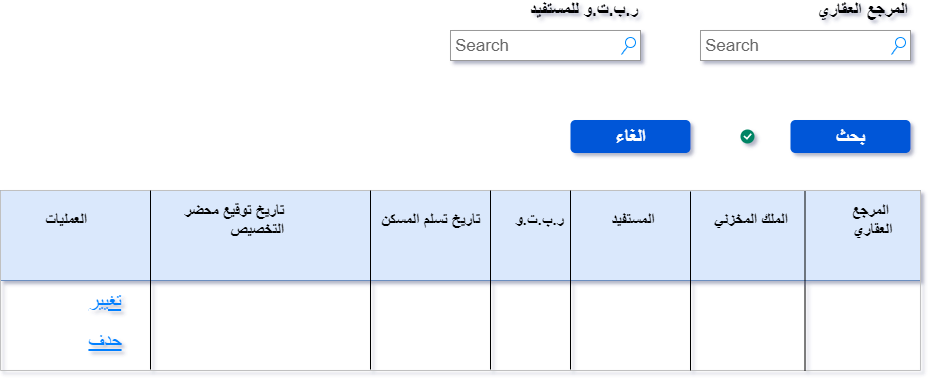 المرجع العقاري
ر.ب.ت.و للمستفيد
Search
Search
بحث
الغاء
المرجع العقاري
الملك المخزني
المستفيد
ر.ب.ت.و
تاريخ تسلم المسكن
تاريخ توقيع محضر
التخصيص
العمليات
تغيير
حذف